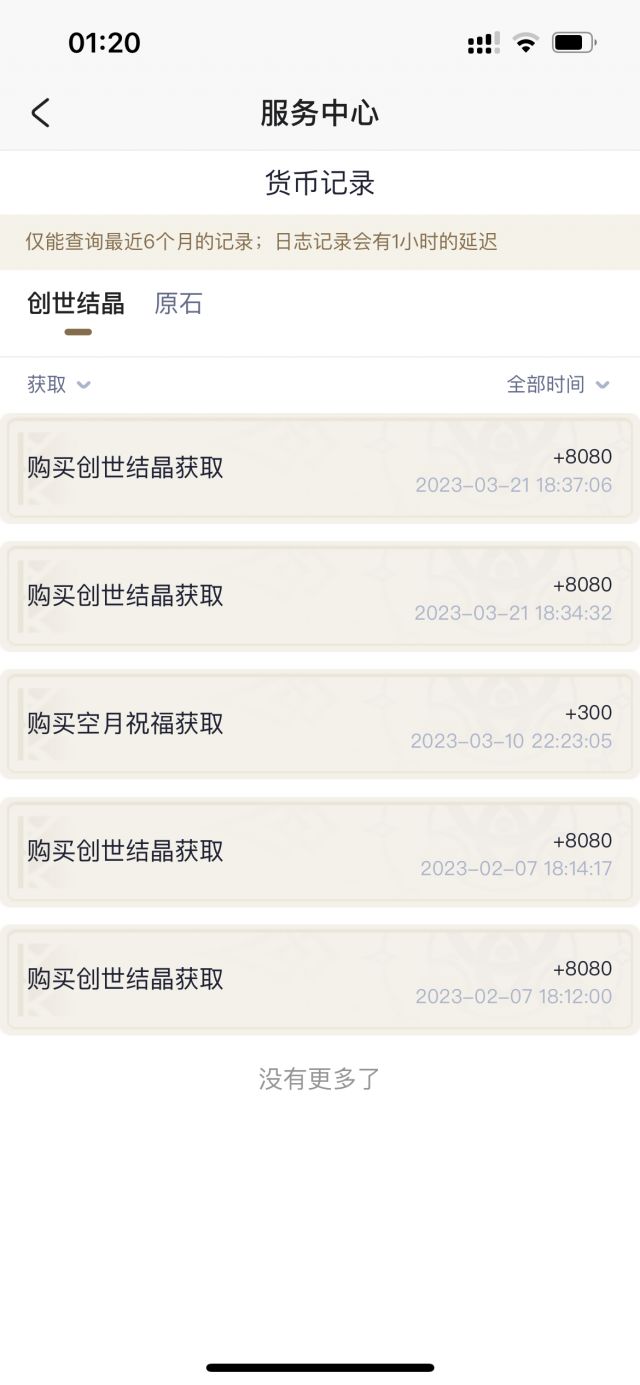 01:20
服务中心
货币记录
仅能查询最近6个月的记录；日志记录会有1小时的延迟
创世结晶 原石
获取 全部时间
购买创世结晶获取
+8080
2023-03-21 18:37:06
购买创世结晶获取
+8080
2023-03-21 18:34:32
购买空月祝福获取
+300
2023-03-10 22:23:05
购买创世结晶获取
+8080
2023-02-07 18:14:17
购买创世结晶获取
+8080
2023-02-07 18:12:00
没有更多了